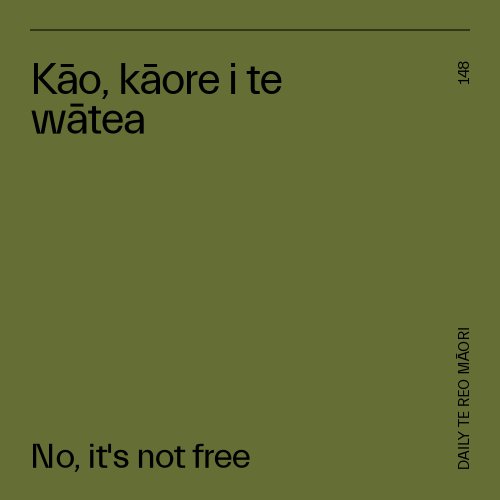 Kāo, kāore i te
wātea
148
DAILY TE REO MĀORI
No, it's not free